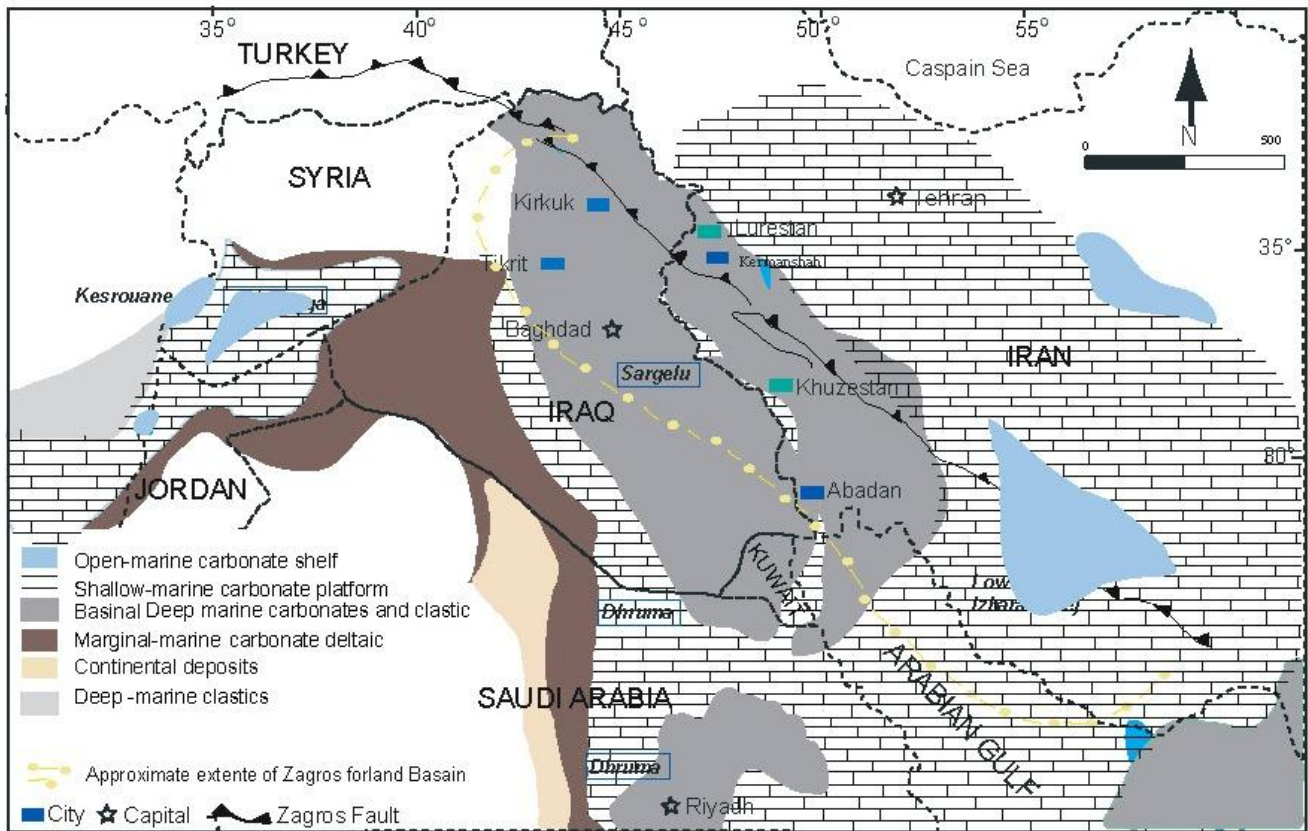 35°
40°
45°
50°
55°
TURKEY
Caspain Sea
N
0
500
SYRIA
Kirkuk
Tehran
Lurestan
35°
Tikrit
Kermanshah
Kesrouane
Baghdad
IRAN
Sargelu
Khuzestan
IRAQ
JORDAN
Abadan
KUWAIT
Open-marine carbonate shelf
Shallow-marine carbonate platform
Basinal Deep marine carbonates and clastic
Dhruma
Low
Marginal-marine carbonate deltaic
Continental deposits
ARABIAN GULF
Deep-marine clastics
SAUDI ARABIA
Approximate extente of Zagros forland Basain
Dhruma
City
Capital
Zagros Fault
Riyadh